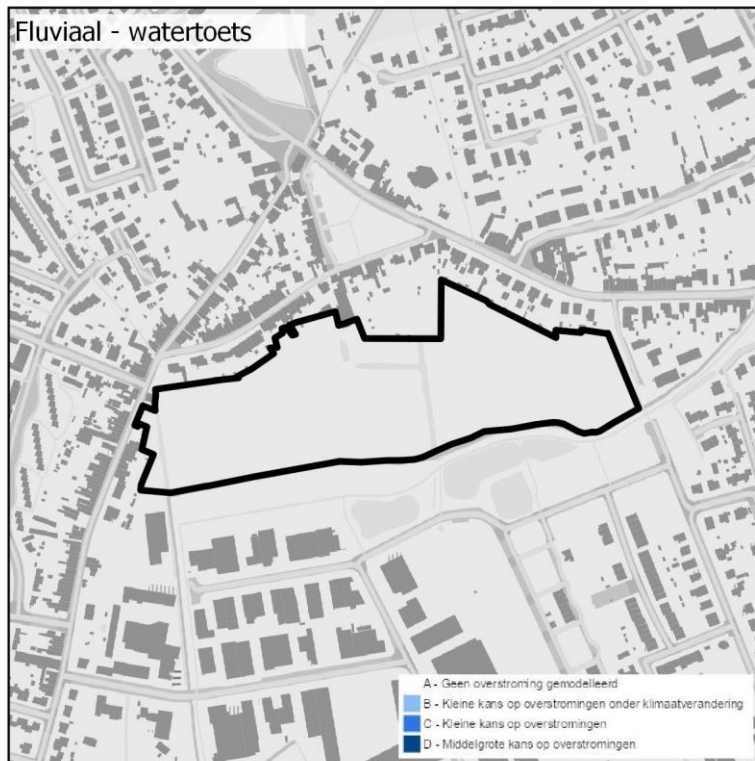 Fluviaal - watertoets
A - Geen overstroming gemodelleerd
B - Kleine kans op overstromingen onder klimaatverandering
C - Kleine kans op overstromingen
D - Middelgrote kans op overstromingen